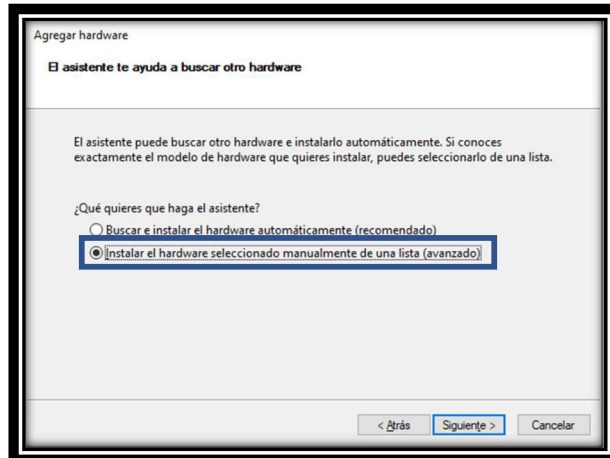 Agregar hardware
El asistente te ayuda a buscar otro hardware
El asistente puede buscar otro hardware e instalarlo automáticamente. Si conoces
exactamente el modelo de hardware que quieres instalar, puedes seleccionarlo de una lista.
¿Qué quieres que haga el asistente?
Buscar e instalar el hardware automáticamente (recomendado)
Instalar el hardware seleccionado manualmente de una lista (avanzado)
< Atrás Siguiente > Cancelar